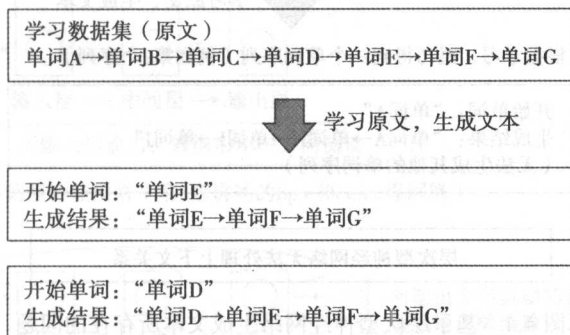 学习数据集（原文）
单词A→单词B→单词C→单词D→单词E→单词F→单词G
学习原文，生成文本
开始单词：“单词E”
生成结果：“单词E→单词F→单词G”
开始单词：“单词D”
生成结果：“单词D→单词E→单词F→单词G”